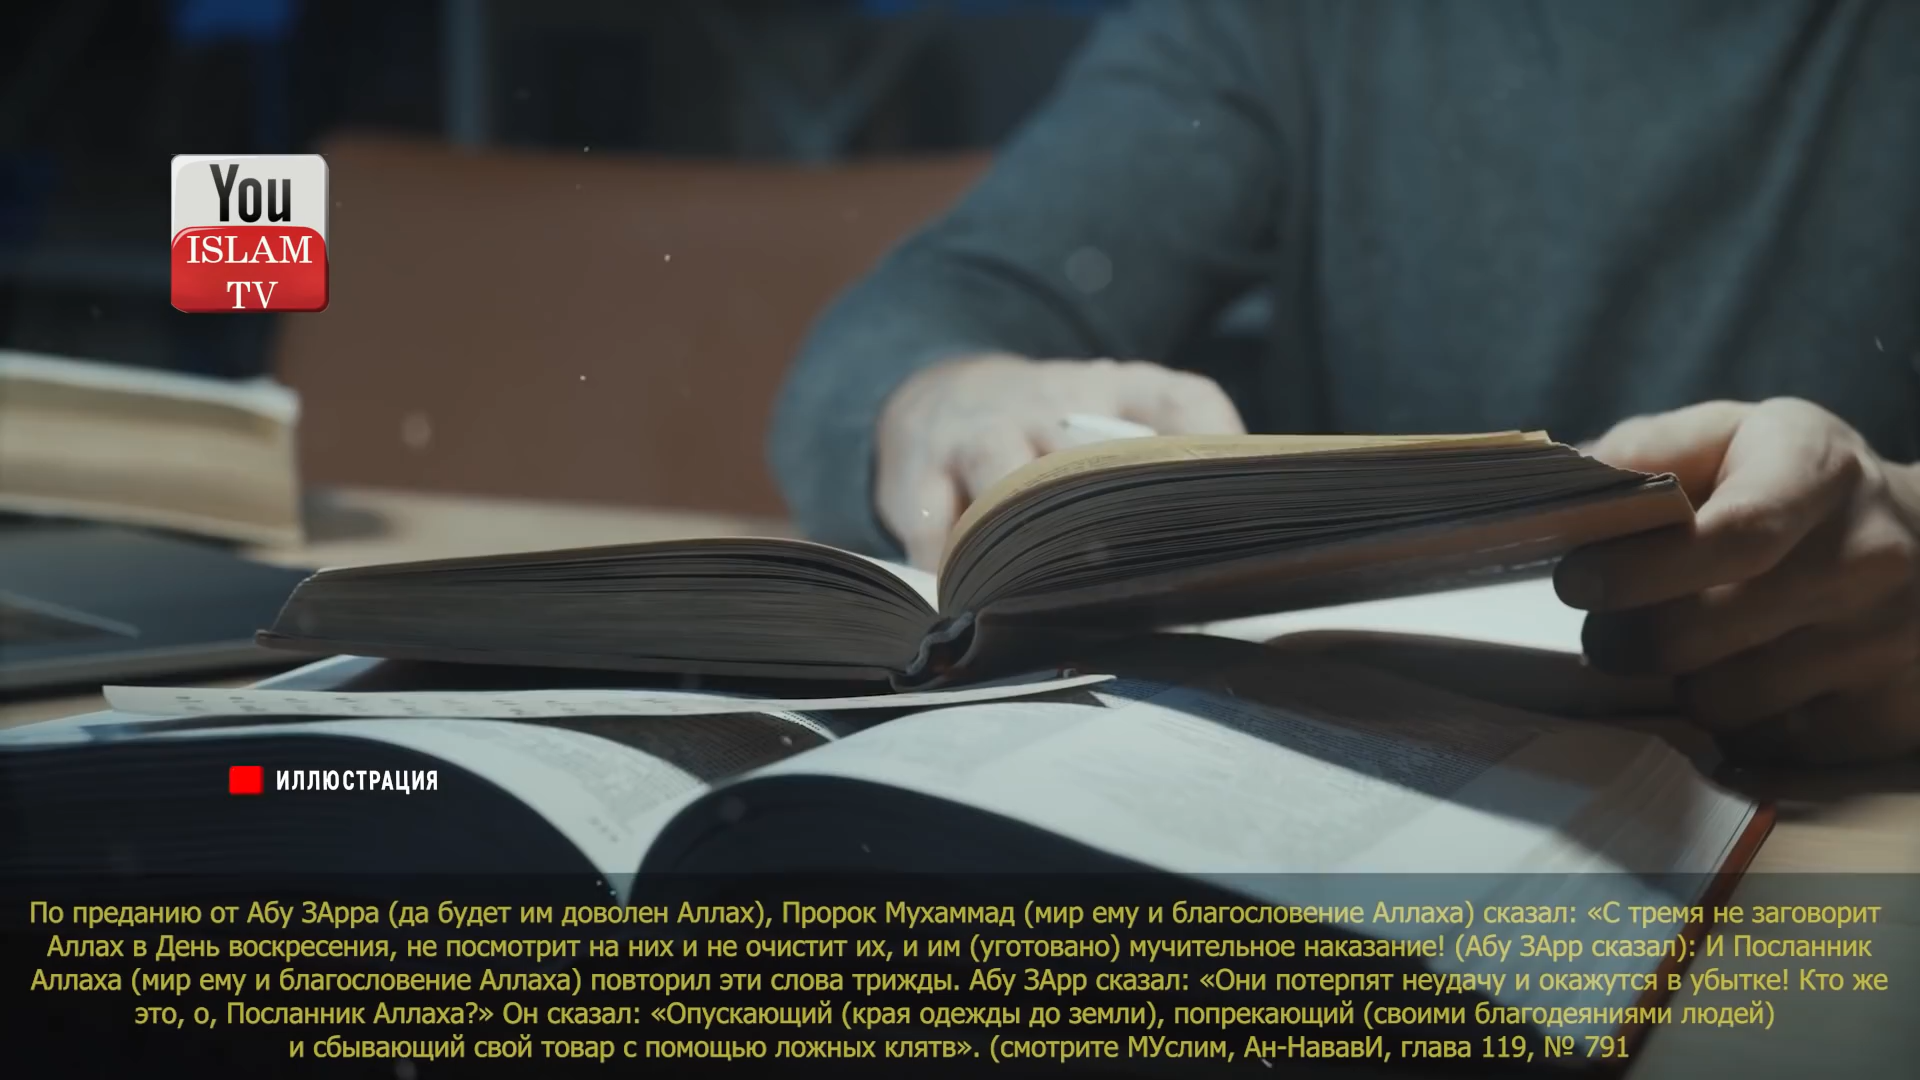 You
ISLAM
TV
ИЛЛЮСТРАЦИЯ
По преданию от Абу ЗАрра (да будет им доволен Аллах), Пророк Мухаммад (мир ему и благословение Аллаха) сказал: «С тремя не заговорит
Аллах в День воскресения, не посмотрит на них и не очистит их, и им (уготовано) мучительное наказание! (Абу ЗАрр сказал): И Посланник
Аллаха (мир ему и благословение Аллаха) повторил эти слова трижды. Абу ЗАрр сказал: «Они потерпят неудачу и окажутся в убытке! Кто же
это, о, Посланник Аллаха?» Он сказал: «Опускающий (края одежды до земли), попрекающий (своими благодеяниями людей)
и сбывающий свой товар с помощью ложных клятв». (смотрите МУслим, Ан-НававИ, глава 119, № 791